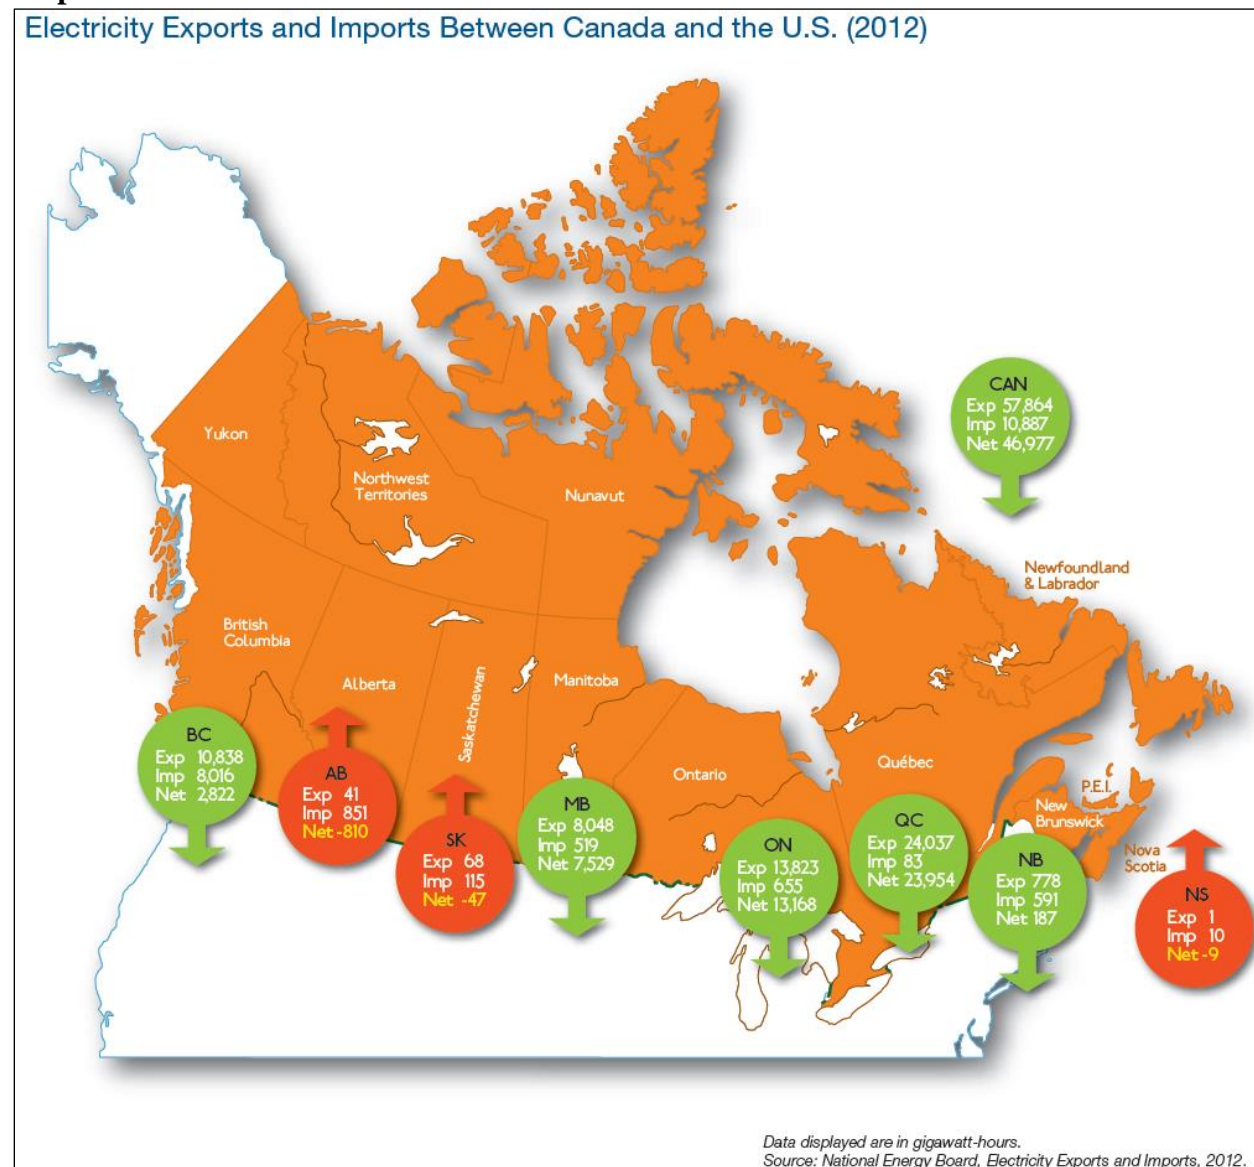 Electricity Exports and Imports Between Canada and the U.S. (2012)
CAN
Exp 57,864
Imp 10,887
Net 46,977
Yukon
Northwest
Territories
Nunavut
Newfoundland
& Labrador
British
Columbia
Alberta
Saskatchewan
Manitoba
Ontario
Québec
P.E.I.
New
Brunswick
Nova
Scotia
BC
Exp 10,838
Imp 8,016
Net 2,822
AB
Exp 41
Imp 851
Net -810
SK
Exp 68
Imp 115
Net -47
MB
Exp 8,048
Imp 519
Net 7,529
ON
Exp 13,823
Imp 655
Net 13,168
QC
Exp 24,037
Imp 83
Net 23,954
NB
Exp 778
Imp 591
Net 187
NS
Exp 1
Imp 10
Net -9
Data displayed are in gigawatt-hours.
Source: National Energy Board, Electricity Exports and Imports, 2012.